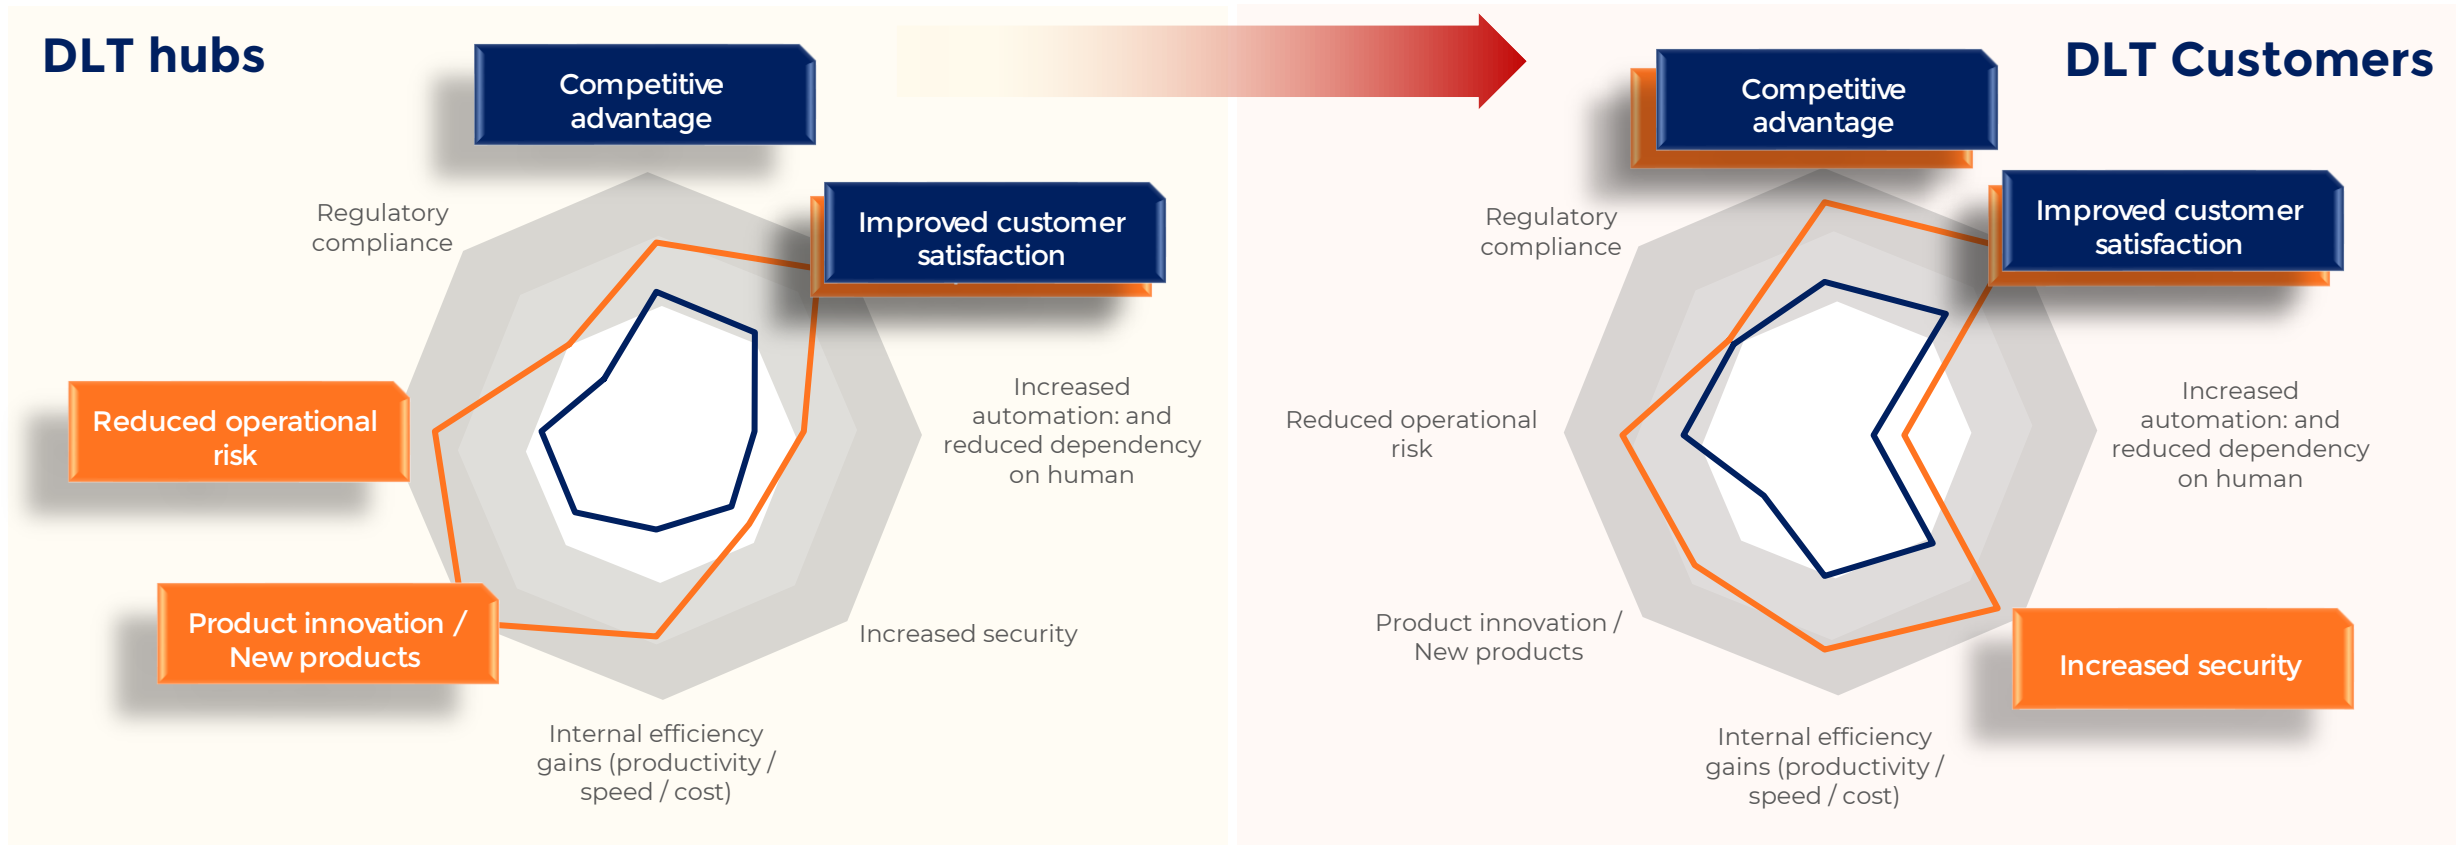 DLT hubs
Competitive
advantage
Regulatory
compliance
Improved customer
satisfaction
Increased
automation: and
reduced dependency
on human
Reduced operational
risk
Product innovation /
New products
Increased security
Internal efficiency
gains (productivity /
speed / cost)
DLT Customers
Competitive
advantage
Regulatory
compliance
Improved customer
satisfaction
Increased
automation: and
reduced dependency
on human
Reduced operational
risk
Product innovation /
New products
Increased security
Internal efficiency
gains (productivity /
speed / cost)